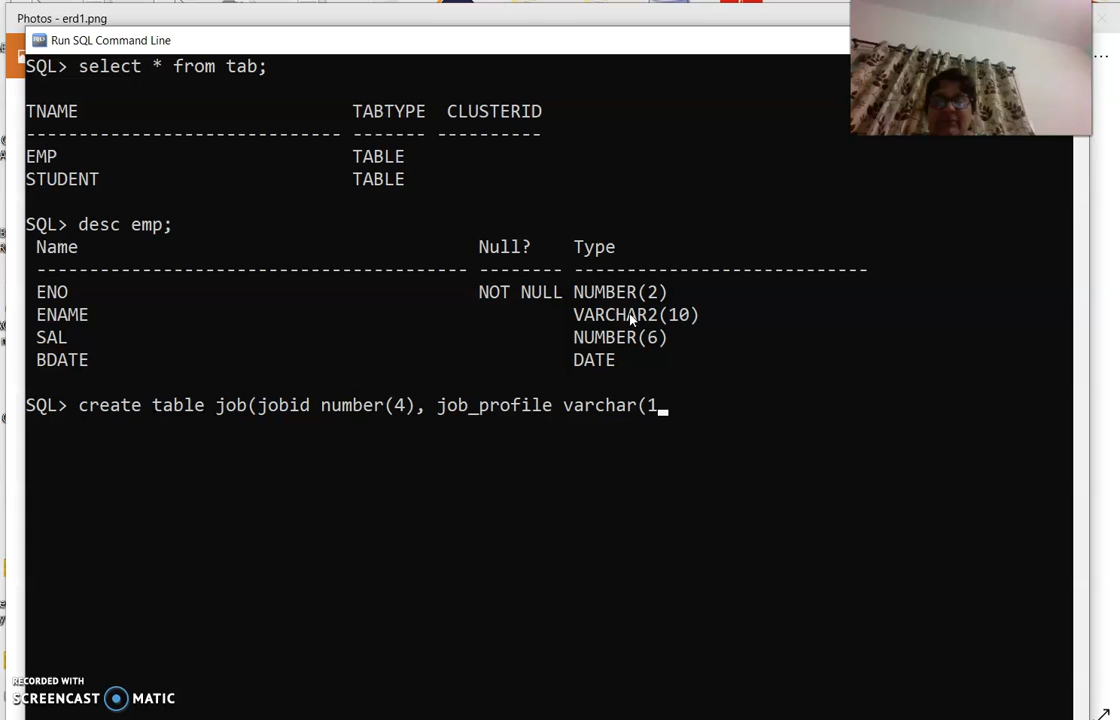 Photos - erd1.png
Run SQL Command Line
SQL> select * from tab;
TNAME TABTYPE CLUSTERID
------------------------------ ------- ----------
EMP TABLE
STUDENT TABLE
SQL> desc emp;
Name Null? Type
----------------------------------------- -------- ----------------------------
ENO NOT NULL NUMBER(2)
ENAME VARCHAR2(10)
SAL NUMBER(6)
BDATE DATE
SQL> create table job(jobid number(4), job_profile varchar(1_
RECORDED WITH
SCREENCAST MATIC